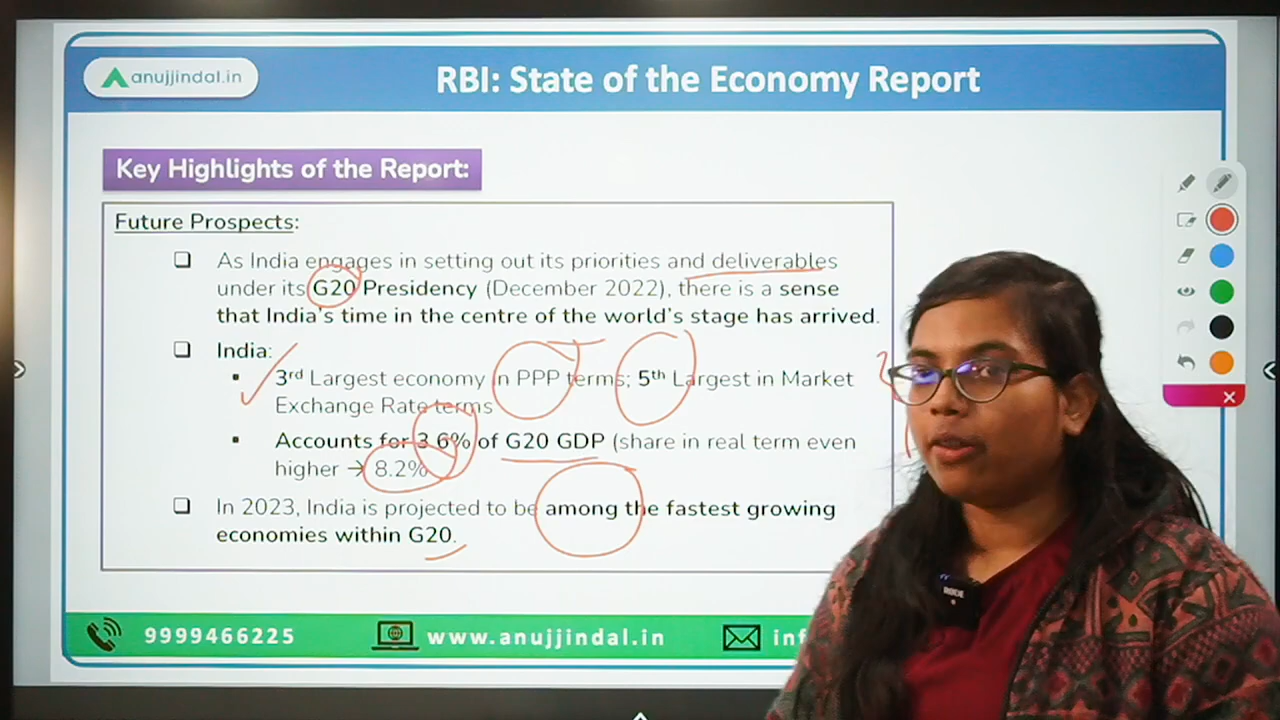 anujjindal.in
RBI: State of the Economy Report
Key Highlights of the Report:
Future Prospects:
❑ As India engages in setting out its priorities and deliverables
under its G20 Presidency (December 2022), there is a sense
that India's time in the centre of the world's stage has arrived.
❑ India:
▪ 3rd Largest economy in PPP terms; 5th Largest in Market
Exchange Rate terms
▪ Accounts for 3.6% of G20 GDP (share in real term even
higher → 8.2%
❑ In 2023, India is projected to be among the fastest growing
economies within G20.
9999466225 www.anujjindal.in